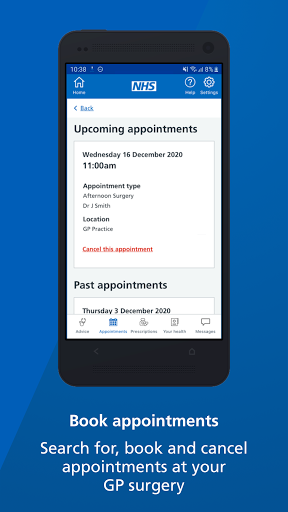 10:38
8%
Home
NHS
Help
Settings
Back
Upcoming appointments
Wednesday 16 December 2020
11:00am
Appointment type
Afternoon Surgery
Dr J Smith
Location
GP Practice
Cancel this appointment
Past appointments
Thursday 3 December 2020
Advice
Appointments
Prescriptions
Your health
Messages
Book appointments
Search for, book and cancel
appointments at your
GP surgery